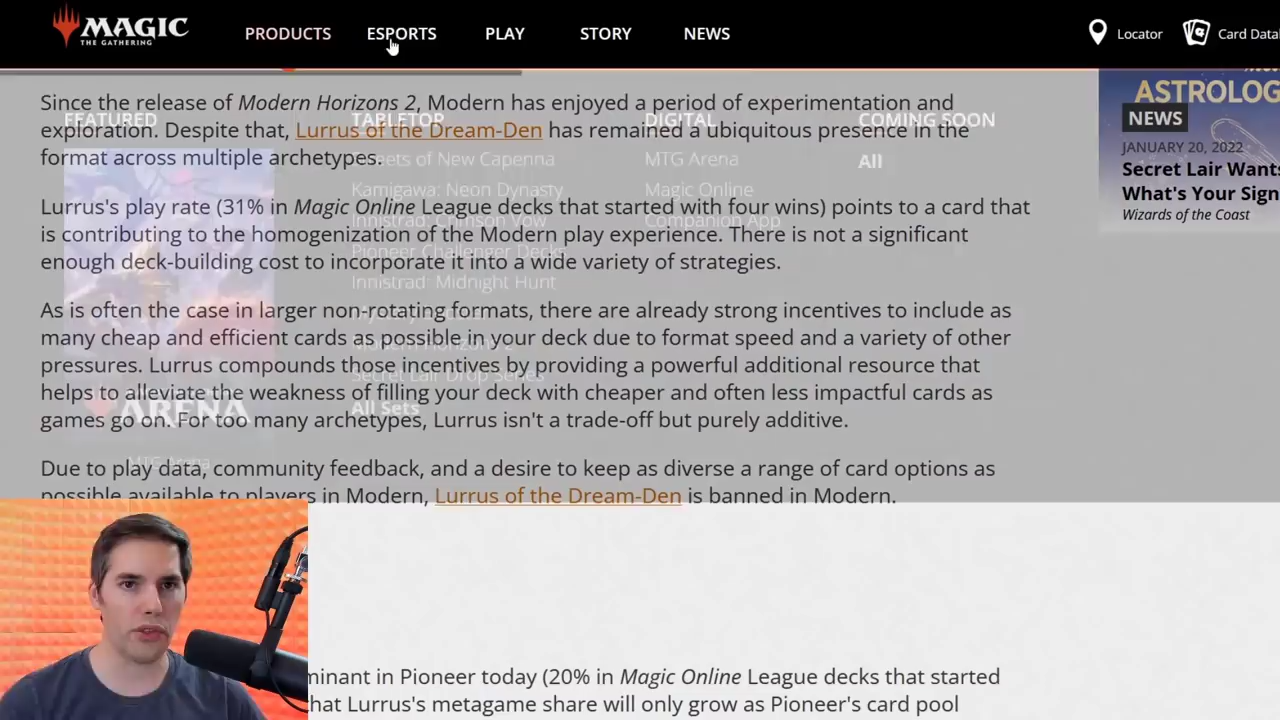 MAGIC
THE GATHERING
PRODUCTS ESPORTS PLAY STORY NEWS
Locator Card Datab
Since the release of Modern Horizons 2, Modern has enjoyed a period of experimentation and
exploration. Despite that, Lurrus of the Dream-Den has remained a ubiquitous presence in the
format across multiple archetypes.
Lurrus's play rate (31% in Magic Online League decks that started with four wins) points to a card that
is contributing to the homogenization of the Modern play experience. There is not a significant
enough deck-building cost to incorporate it into a wide variety of strategies.
As is often the case in larger non-rotating formats, there are already strong incentives to include as
many cheap and efficient cards as possible in your deck due to format speed and a variety of other
pressures. Lurrus compounds those incentives by providing a powerful additional resource that
helps to alleviate the weakness of filling your deck with cheaper and often less impactful cards as
games go on. For too many archetypes, Lurrus isn't a trade-off but purely additive.
Due to play data, community feedback, and a desire to keep as diverse a range of card options as
possible available to players in Modern, Lurrus of the Dream-Den is banned in Modern.
minant in Pioneer today (20% in Magic Online League decks that started
hat Lurrus's metagame share will only grow as Pioneer's card pool
FEATURED
ARENA
MTG Arena
TABLETOP
Streets of New Capenna
Kamigawa: Neon Dynasty
Innistrad: Crimson Vow
Pioneer Challenger Decks
Innistrad: Midnight Hunt
Modern Horizons 2
Secret Lair Drop Series
All Sets
DIGITAL
MTG Arena
Magic Online
Companion App
COMING SOON
All
ASTROLOG
NEWS
JANUARY 20, 2022
Secret Lair Wants
What's Your Sign
Wizards of the Coast